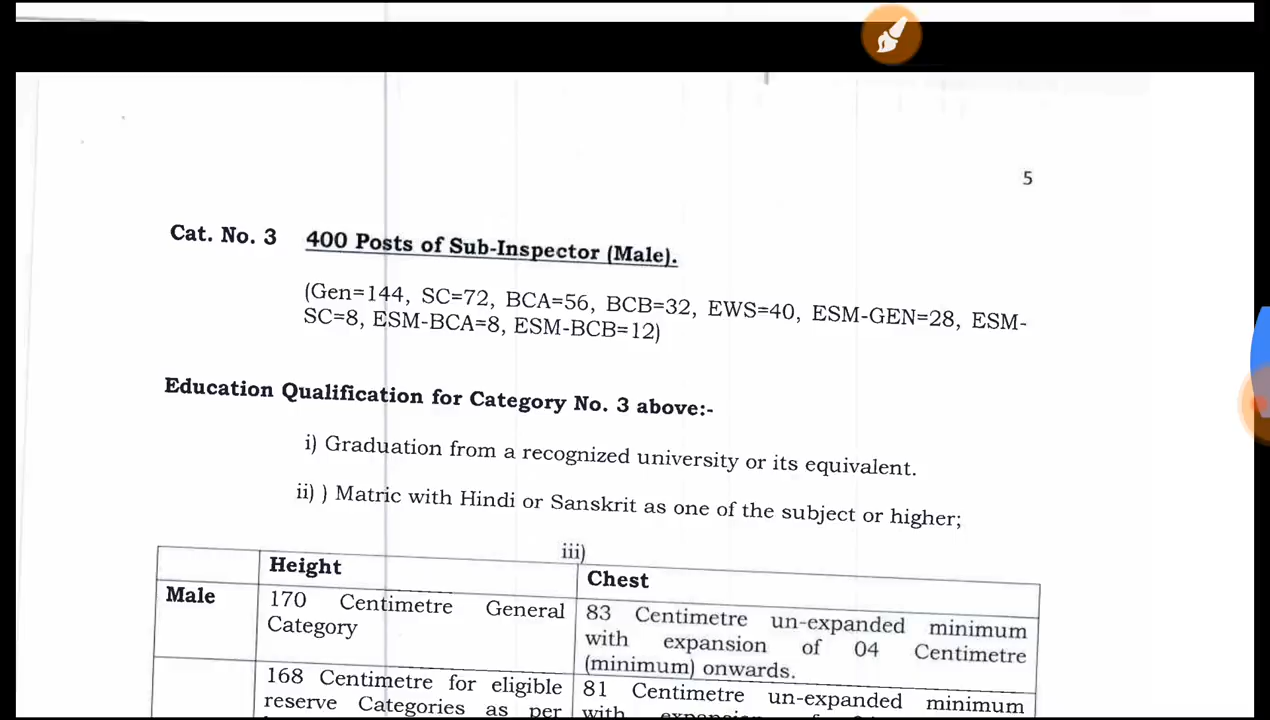 5
Cat. No. 3 400 Posts of Sub-Inspector (Male).
(Gen=144, SC=72, BCA=56, BCB=32, EWS=40, ESM-GEN=28, ESM-
SC=8, ESM-BCA=8, ESM-BCB=12)
Education Qualification for Category No. 3 above:-
i) Graduation from a recognized university or its equivalent.
ii) ) Matric with Hindi or Sanskrit as one of the subject or higher;
iii)
Height Chest
Male 170 Centimetre General 83 Centimetre un-expanded minimum
Category with expansion of 04 Centimetre
(minimum) onwards.
168 Centimetre for eligible 81 Centimetre un-expanded minimum
reserve Categories as per with expansion